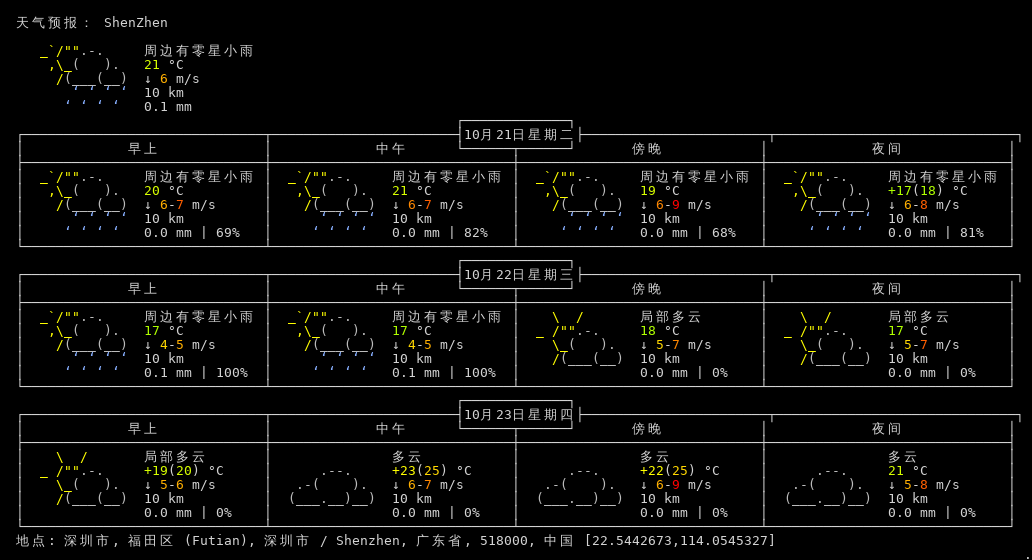 天气预报： ShenZhen
周边有零星小雨
21 °C
↓ 6 m/s
10 km
0.1 mm
10月21日星期二
早上 中午 傍晚 夜间
周边有零星小雨 周边有零星小雨 周边有零星小雨 周边有零星小雨
20 °C 21 °C 19 °C +17(18) °C
↓ 6-7 m/s ↓ 6-7 m/s ↓ 6-9 m/s ↓ 6-8 m/s
10 km 10 km 10 km 10 km
0.0 mm | 69% 0.0 mm | 82% 0.0 mm | 68% 0.0 mm | 81%
10月22日星期三
早上 中午 傍晚 夜间
周边有零星小雨 周边有零星小雨 局部多云 局部多云
17 °C 17 °C 18 °C 17 °C
↓ 4-5 m/s ↓ 4-5 m/s ↓ 5-7 m/s ↓ 5-7 m/s
10 km 10 km 10 km 10 km
0.1 mm | 100% 0.1 mm | 100% 0.0 mm | 0% 0.0 mm | 0%
10月23日星期四
早上 中午 傍晚 夜间
局部多云 多云 多云 多云
+19(20) °C +23(25) °C +22(25) °C 21 °C
↓ 5-6 m/s ↓ 6-7 m/s ↓ 6-9 m/s ↓ 5-8 m/s
10 km 10 km 10 km 10 km
0.0 mm | 0% 0.0 mm | 0% 0.0 mm | 0% 0.0 mm | 0%
地点: 深圳市, 福田区 (Futian), 深圳市 / Shenzhen, 广东省, 518000, 中国 [22.5442673,114.0545327]